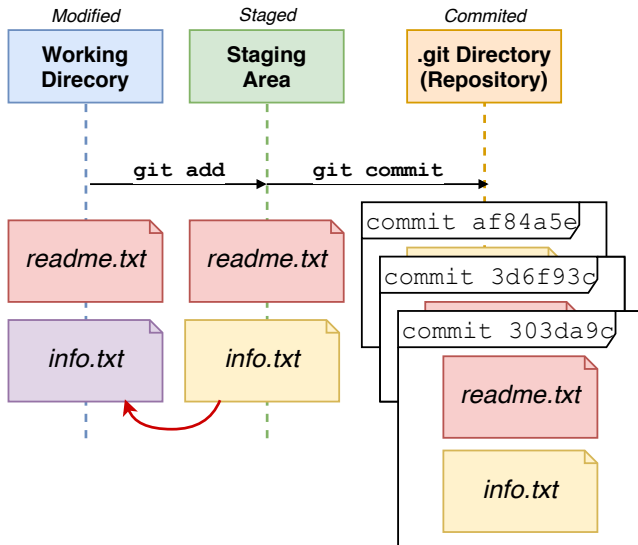 Modified
Staged
Commited
Working
Direcory
Staging
Area
.git Directory
(Repository)
git add
git commit
readme.txt
readme.txt
commit af84a5e
commit 3d6f93c
commit 303da9c
info.txt
info.txt
readme.txt
info.txt